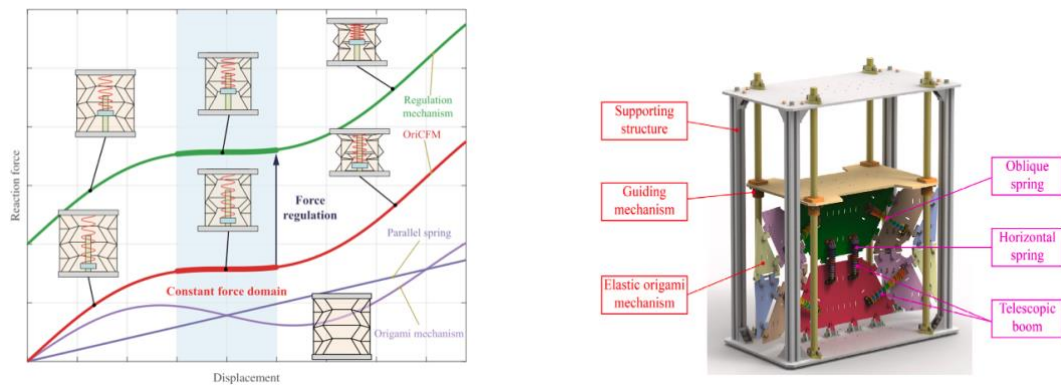 Reaction force
Regulation
mechanism
OriCFM
Force
regulation
Parallel spring
Constant force domain
Origami mechanism
Displacement
Supporting
structure
Guiding
mechanism
Elastic origami
mechanism
Oblique
spring
Horizontal
spring
Telescopic
boom